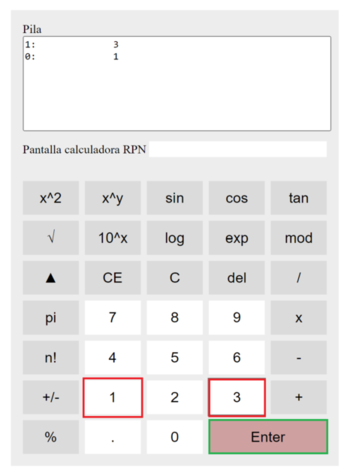 Pila
1: 3
0: 1
Pantalla calculadora RPN
x^2 x^y sin cos tan
√ 10^x log exp mod
▲ CE C del /
pi 7 8 9 x
n! 4 5 6 -
+/- 1 2 3 +
% . 0 Enter